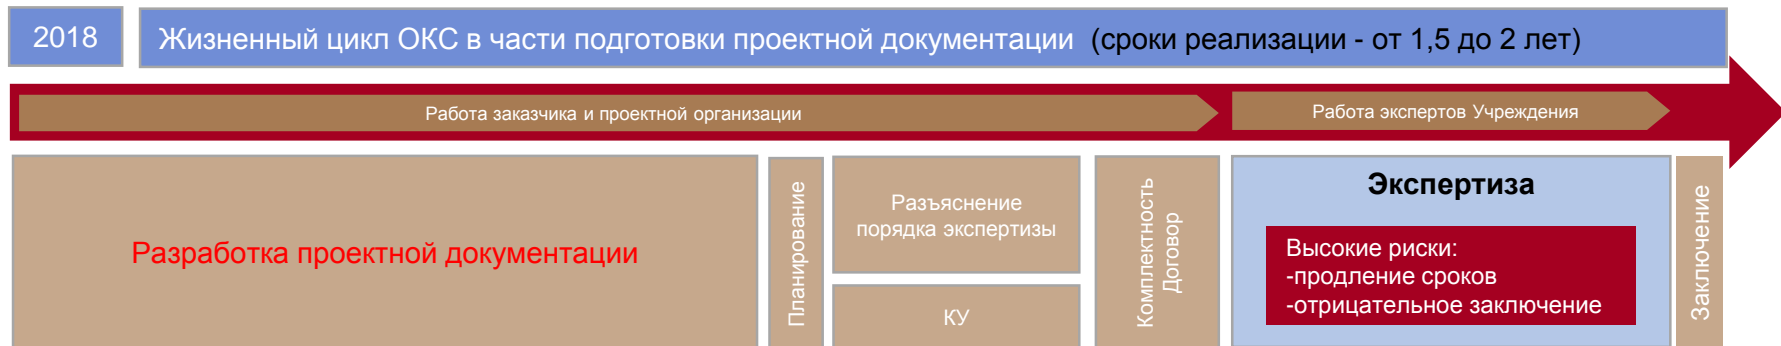 2018
Жизненный цикл ОКС в части подготовки проектной документации (сроки реализации - от 1,5 до 2 лет)
Работа заказчика и проектной организации
Работа экспертов Учреждения
Разработка проектной документации
Планирование
Разъяснение
порядка экспертизы
КУ
Комплектность
Договор
Экспертиза
Высокие риски:
-продление сроков
-отрицательное заключение
Заключение